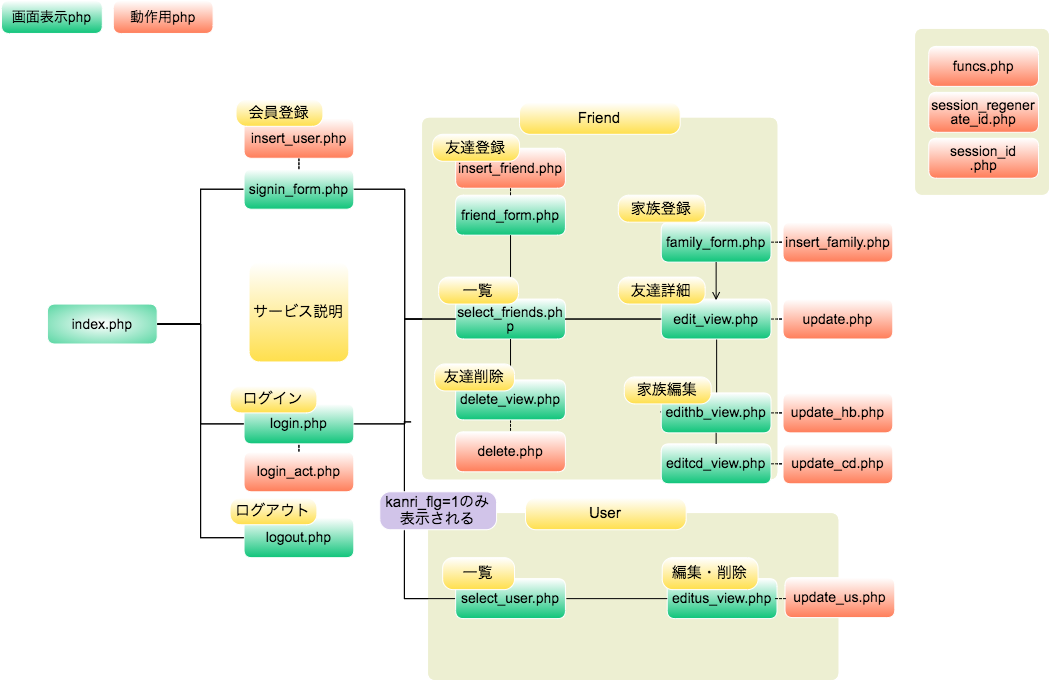 画面表示php
動作用php
funcs.php
session_regener
ate_id.php
session_id
.php
会員登録
insert_user.php
signin_form.php
サービス説明
index.php
ログイン
login.php
login_act.php
ログアウト
logout.php
Friend
友達登録
insert_friend.php
friend_form.php
家族登録
family_form.php
insert_family.php
一覧
select_friends.ph
p
友達詳細
edit_view.php
update.php
友達削除
delete_view.php
delete.php
家族編集
edithb_view.php
update_hb.php
editcd_view.php
update_cd.php
kanri_flg=1のみ
表示される
User
一覧
select_user.php
編集・削除
editus_view.php
update_us.php